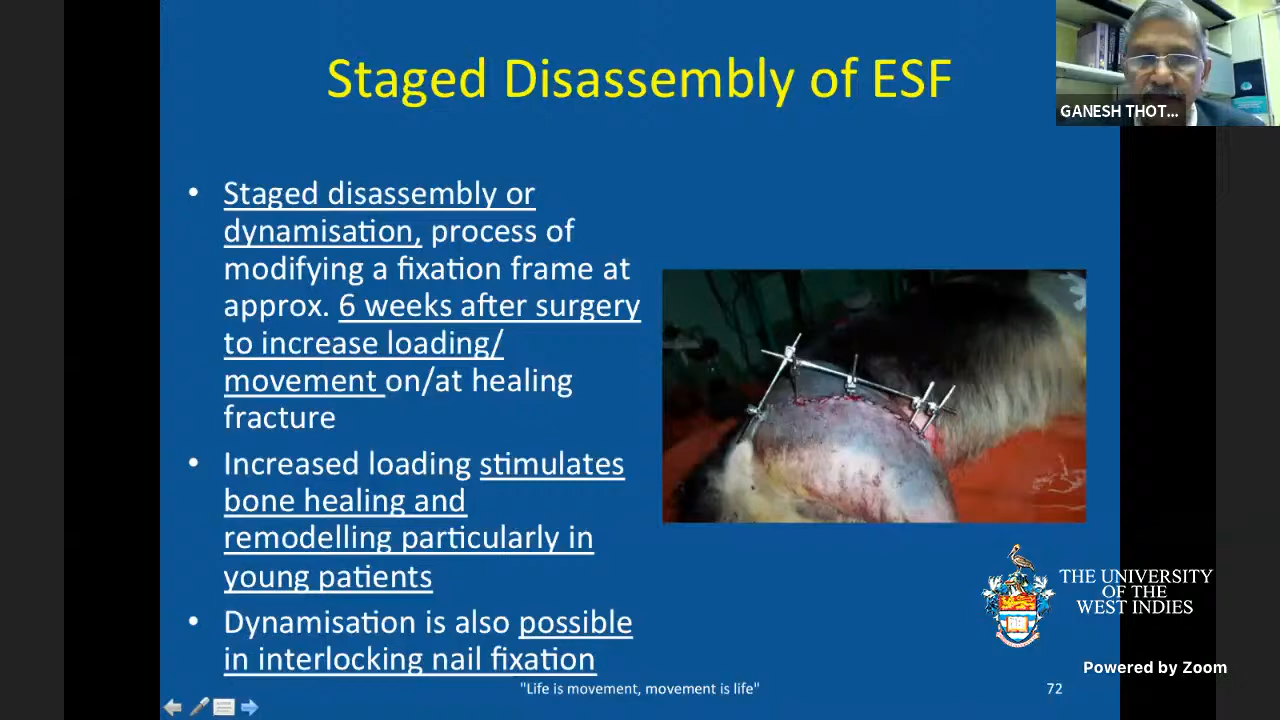 Staged Disassembly of ESF
GANESH THOT...
• Staged disassembly or
dynamisation, process of
modifying a fixation frame at
approx. 6 weeks after surgery
to increase loading/
movement on/at healing
fracture
• Increased loading stimulates
bone healing and
remodelling particularly in
young patients
• Dynamisation is also possible
in interlocking nail fixation
THE UNIVERSITY
OF THE
WEST INDIES
Powered by Zoom
"Life is movement, movement is life"
72